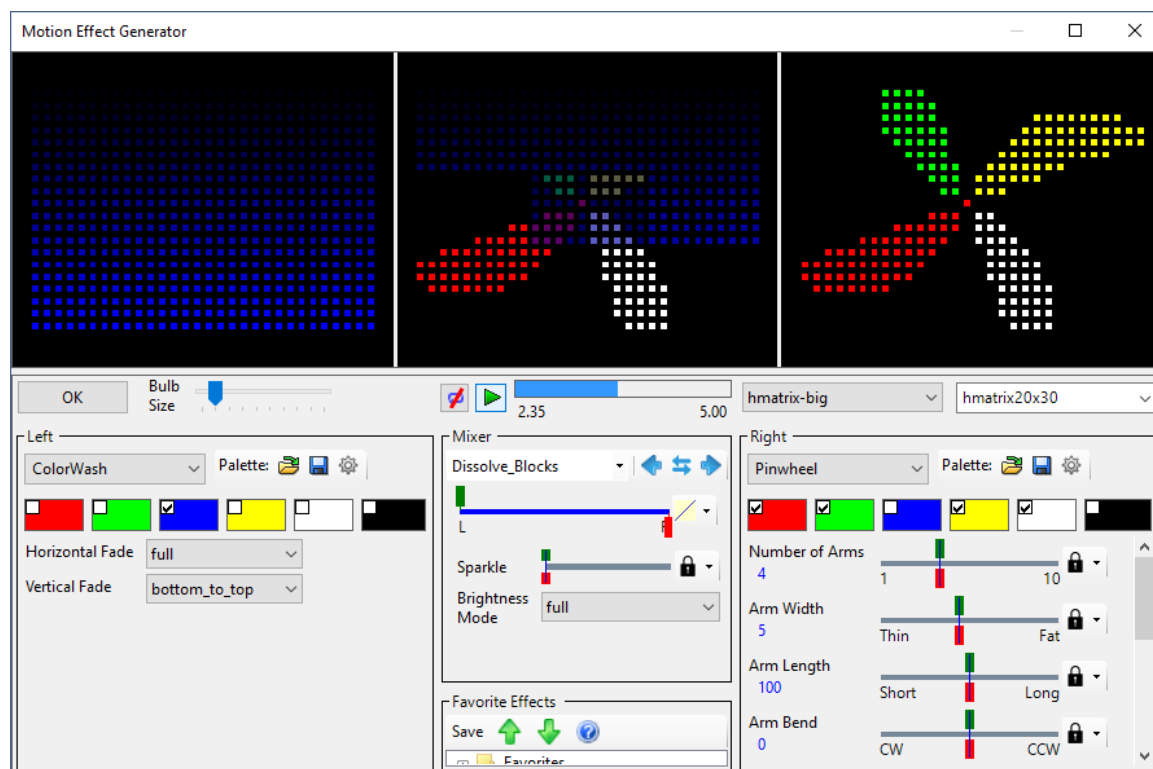 Motion Effect Generator
OK
Bulb
Size
2.35
5.00
hmatrix-big
hmatrix20x30
Left
ColorWash
Palette:
Horizontal Fade
full
Vertical Fade
bottom_to_top
Mixer
Dissolve_Blocks
L
Sparkle
Brightness
Mode
full
Favorite Effects
Save
Favorites
Right
Pinwheel
Palette:
Number of Arms
4
1
10
Arm Width
5
Thin
Fat
Arm Length
100
Short
Long
Arm Bend
0
CW
CCW